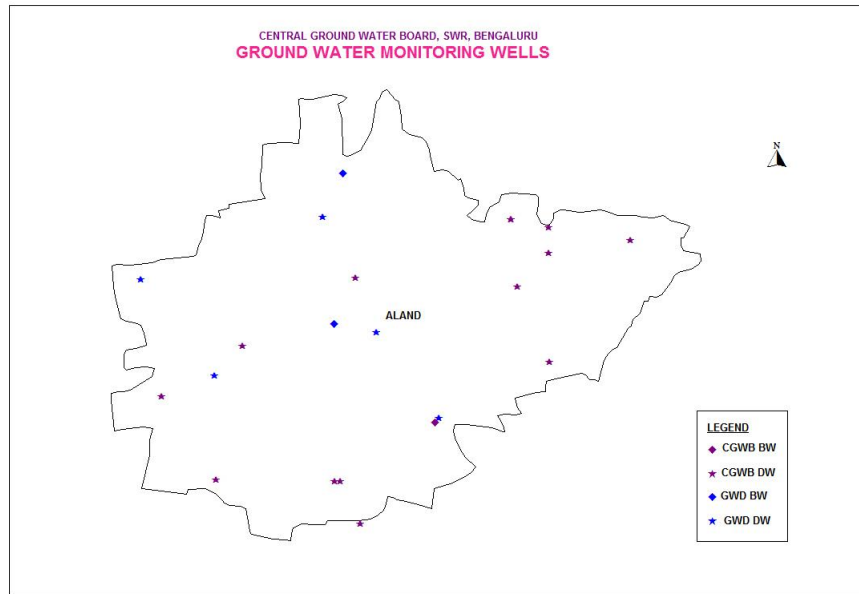 CENTRAL GROUND WATER BOARD, SWR, BENGALURU
GROUND WATER MONITORING WELLS
N
ALAND
LEGEND
CGWB BW
CGWB DW
GWD BW
GWD DW